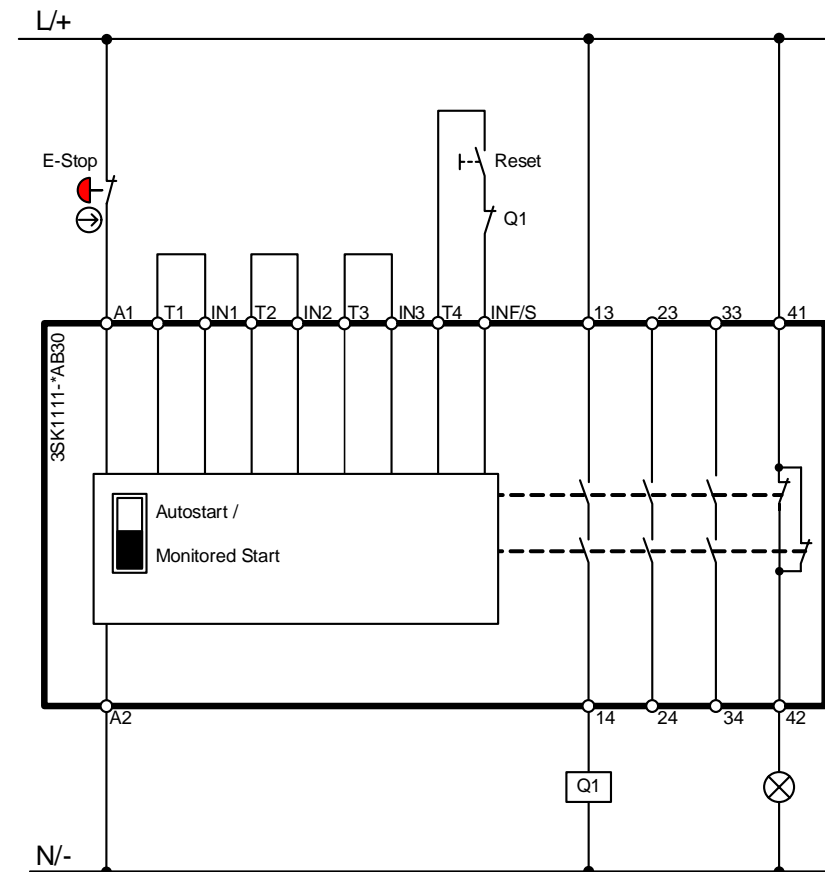 L/+
E-Stop
Reset
Q1
A1 T1 IN1 T2 IN2 T3 IN3 T4 INF/S 13 23 33 41
3SK1111-*AB30
Autostart /
Monitored Start
A2 14 24 34 42
Q1
N/-